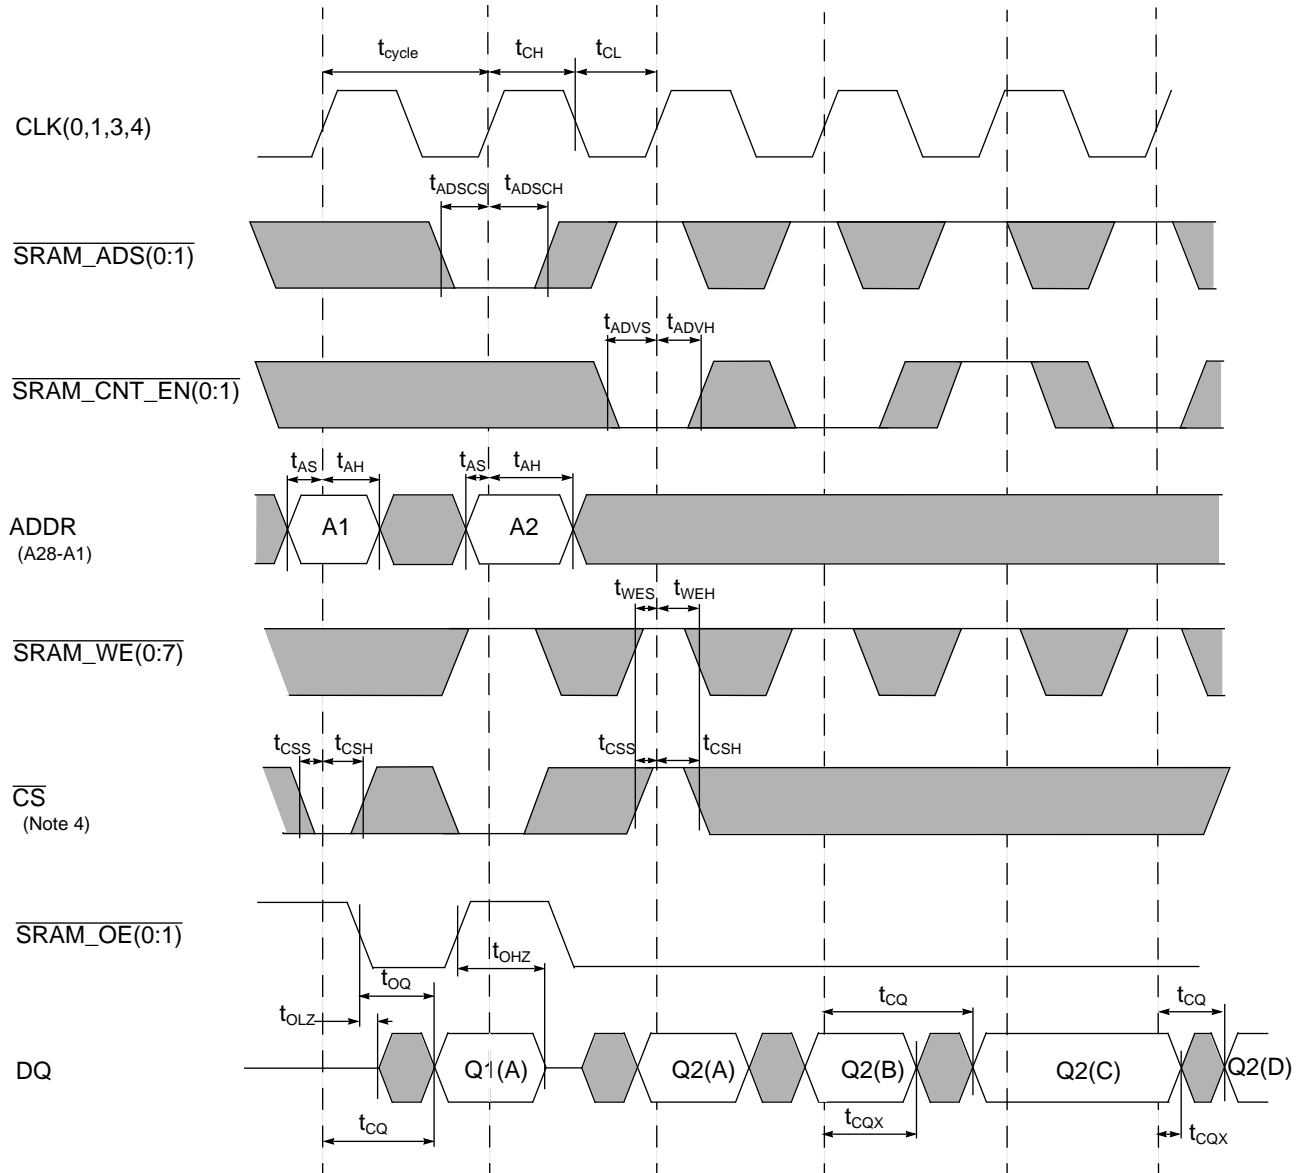 tcycle tCH tCL
CLK(0,1,3,4)
tADSCS tADSCH
SRAM_ADS(0:1)
tADVS tADVH
SRAM_CNT_EN(0:1)
tAS tAH tAS tAH
ADDR A1 A2
(A28-A1)
tWES tWEH
SRAM_WE(0:7)
tCSS tCSH tCSS tCSH
CS
(Note 4)
SRAM_OE(0:1)
tOHZ
tOQ tCQ tCQ
tOLZ
DQ Q1(A) Q2(A) Q2(B) Q2(C) Q2(D)
tCQ tCQX tCQX